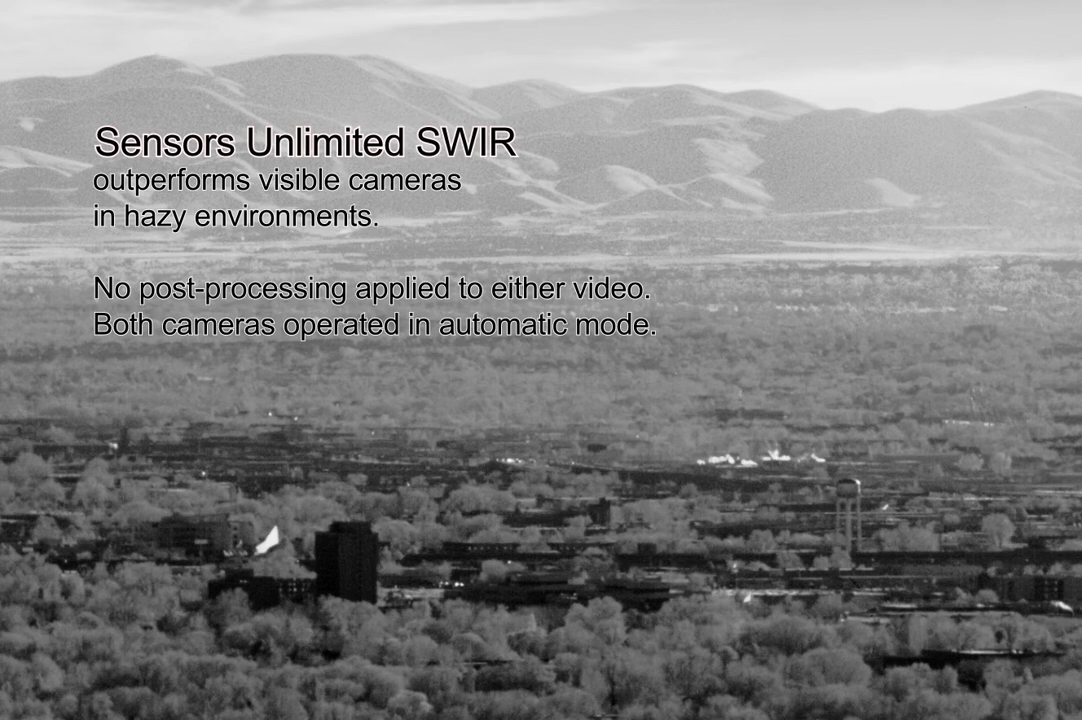 Sensors Unlimited SWIR
outperforms visible cameras
in hazy environments.
No post-processing applied to either video.
Both cameras operated in automatic mode.